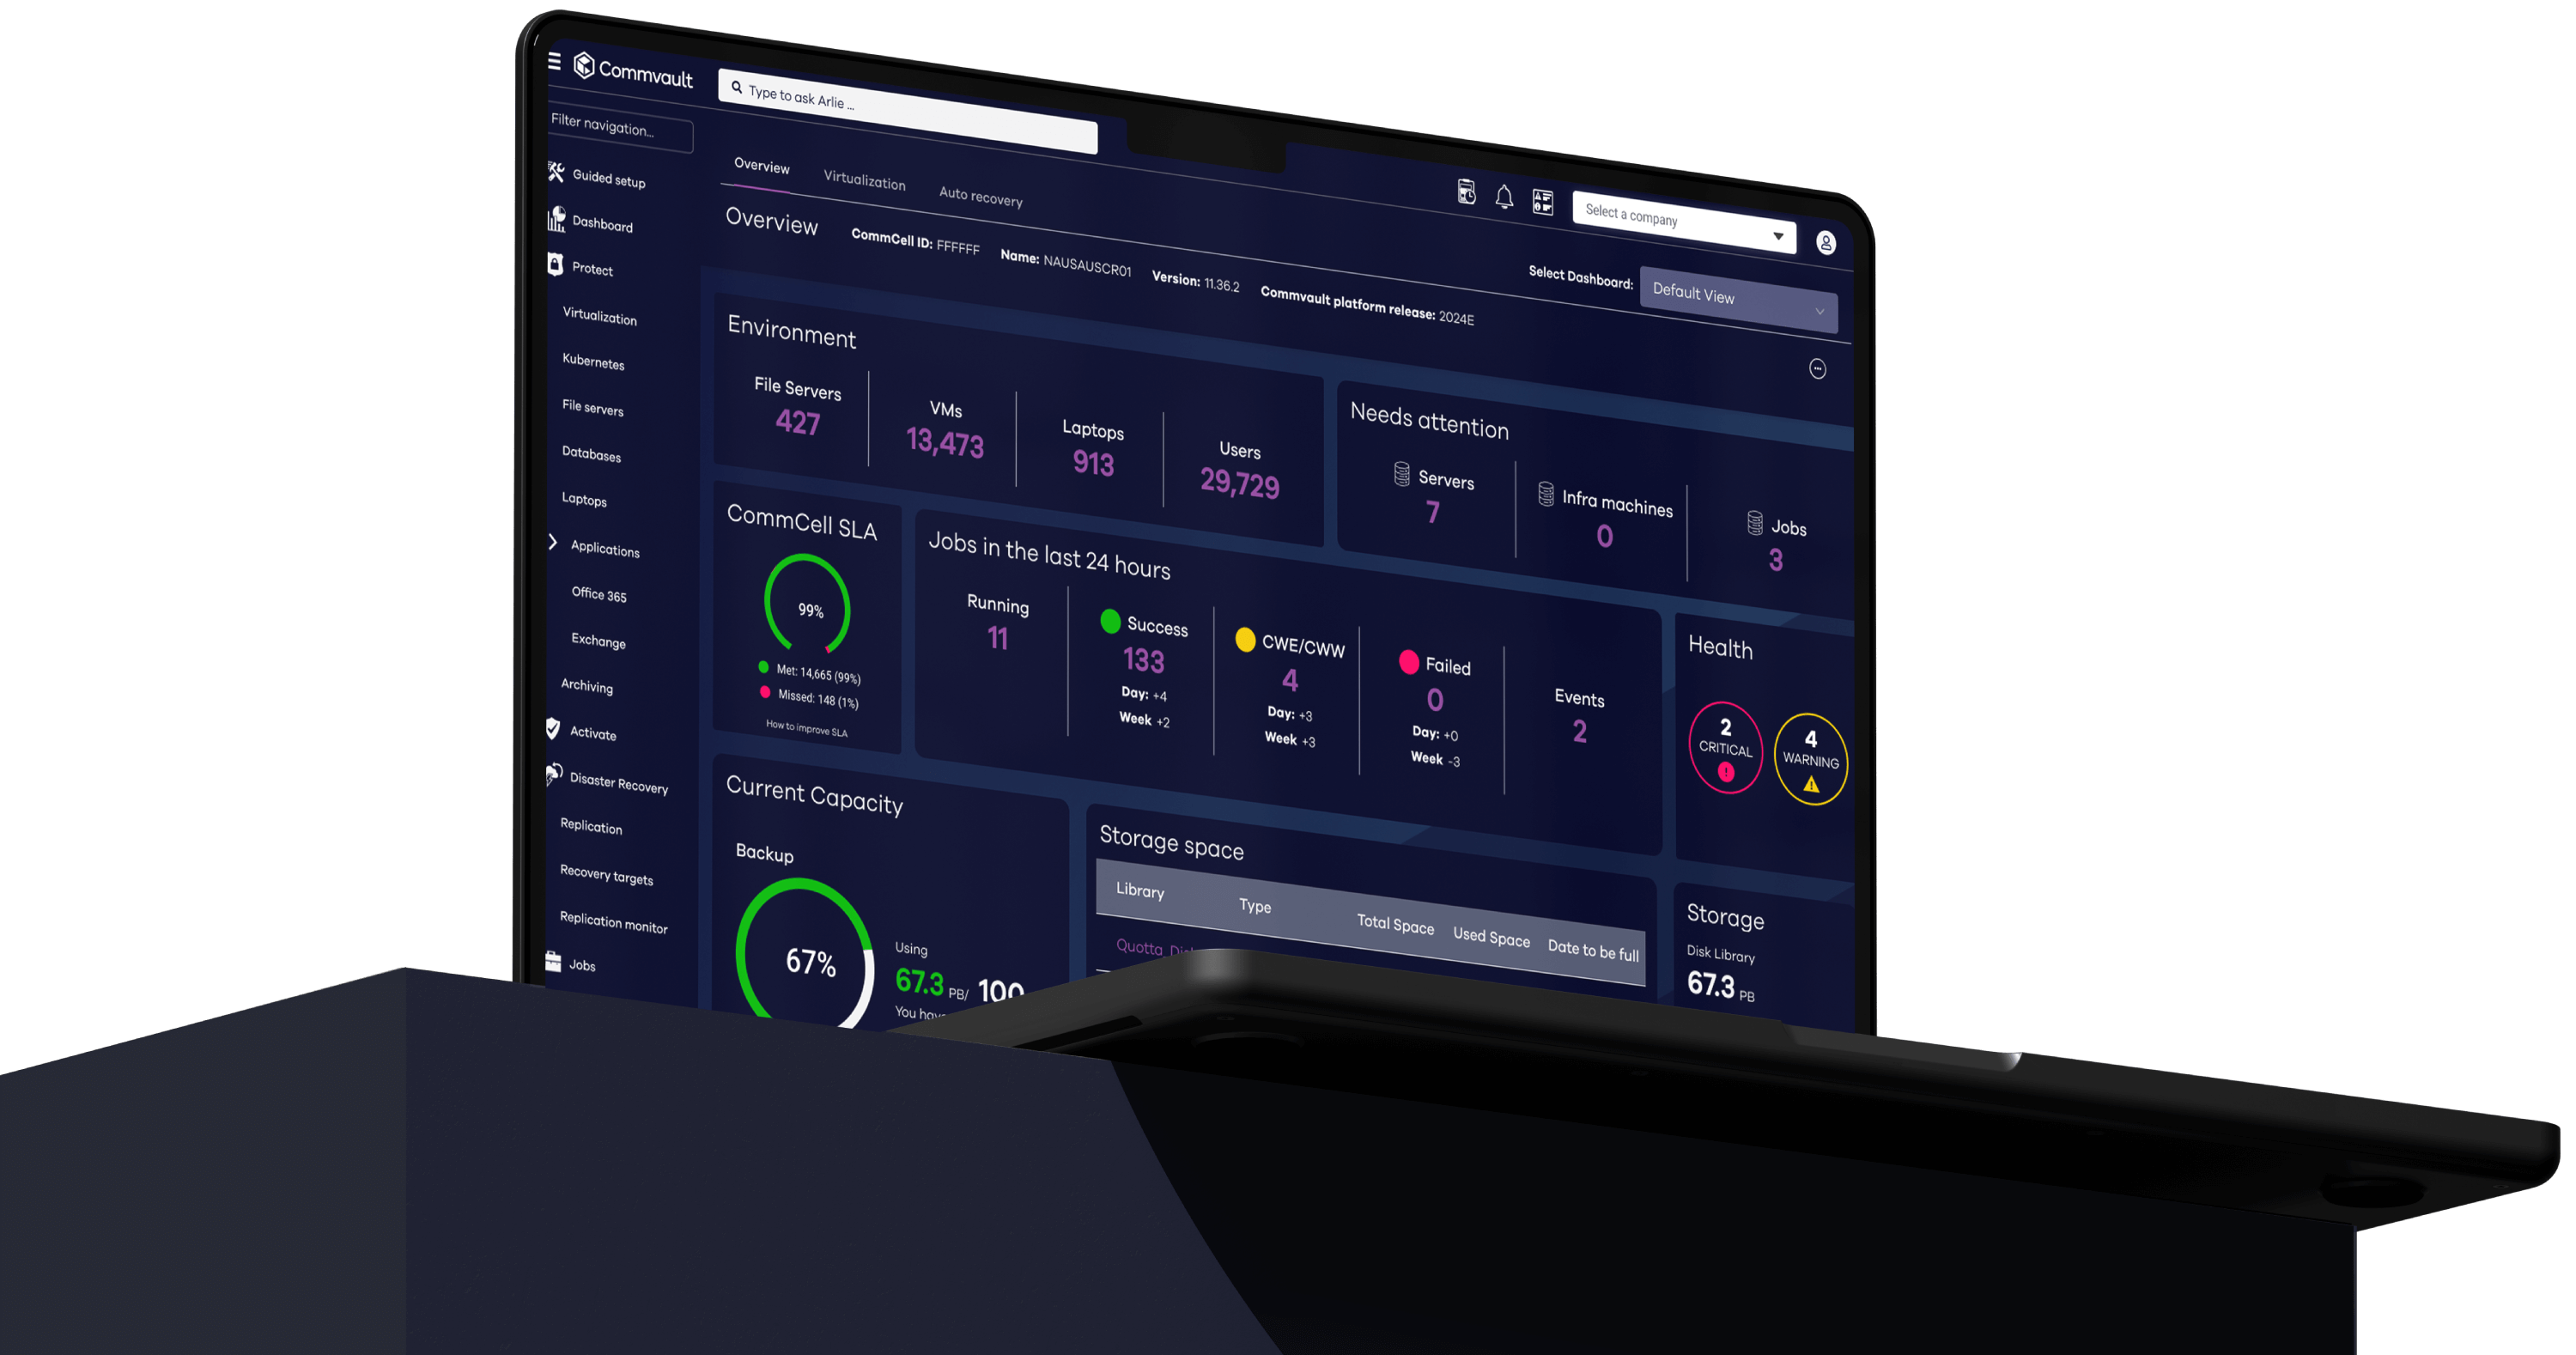 Commvault
Type to ask Arlie ...
Filter navigation...
Guided setup
Dashboard
Protect
Virtualization
Kubernetes
File servers
Databases
Laptops
Applications
Office 365
Exchange
Archiving
Activate
Disaster Recovery
Replication
Recovery targets
Replication monitor
Jobs
Overview
Virtualization
Auto recovery
Select a company
Overview
CommCell ID: FFFFFF
Name: NAUSAUSCR01
Version: 11.36.2
Commvault platform release: 2024E
Select Dashboard:
Default View
Environment
File Servers
427
VMs
13,473
Laptops
913
Users
29,729
Needs attention
Servers
7
Infra machines
0
Jobs
3
CommCell SLA
99%
Met: 14,665 (99%)
Missed: 148 (1%)
How to improve SLA
Jobs in the last 24 hours
Running
11
Success
133
Day: +4
Week +2
CWE/CWW
4
Day: +3
Week +3
Failed
0
Day: +0
Week -3
Events
2
Health
2
CRITICAL
4
WARNING
Current Capacity
Backup
67%
Using
67.3 PB/ 100
You hav
Storage space
Library
Type
Total Space
Used Space
Date to be full
Quotta
Storage
Disk Library
67.3 PB